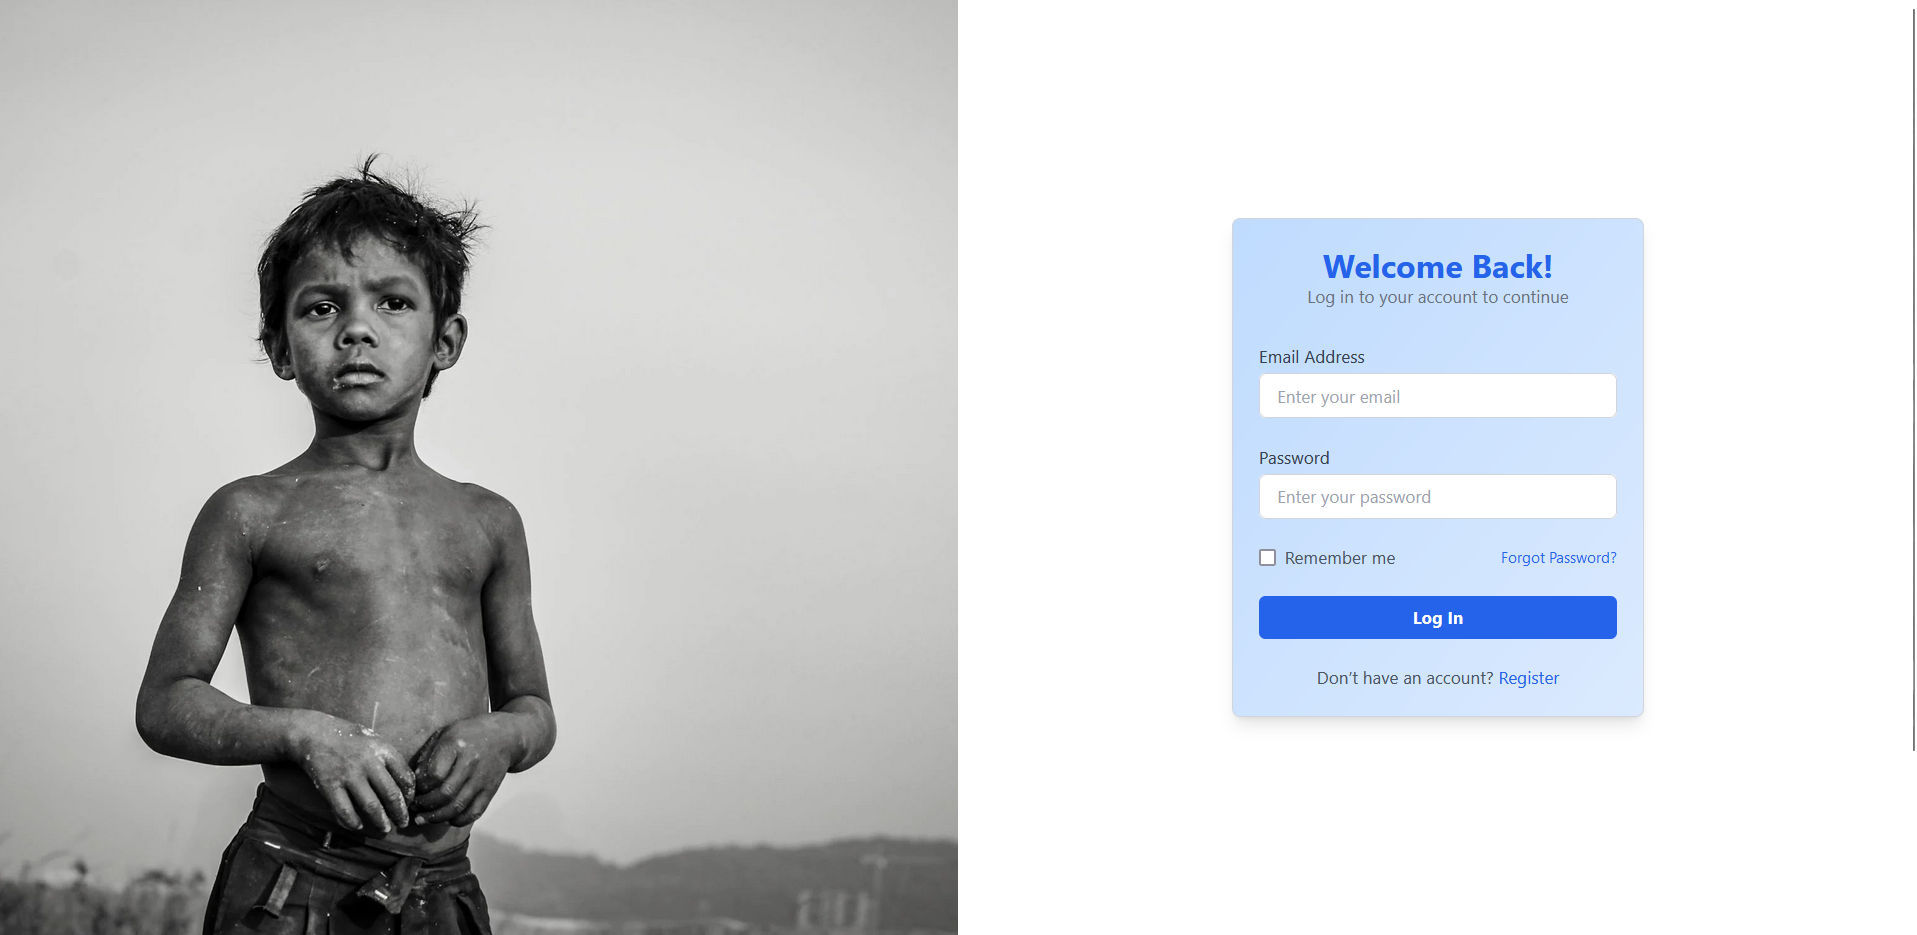 Welcome Back!
Log in to your account to continue
Email Address
Enter your email
Password
Enter your password
Remember me
Forgot Password?
Log In
Don’t have an account? Register